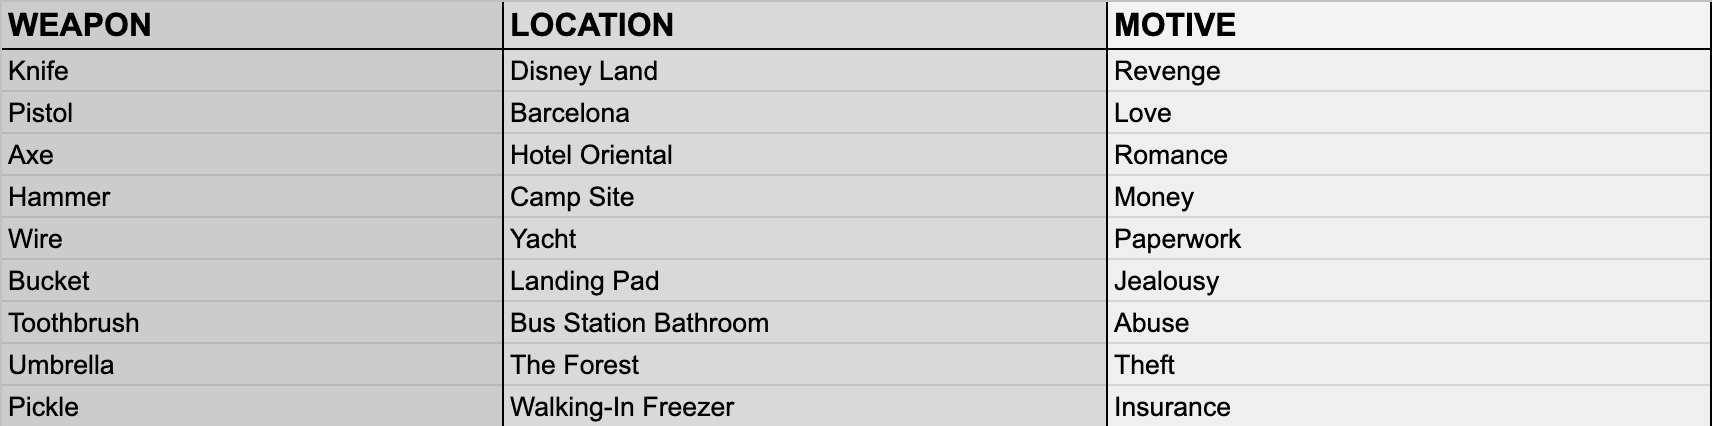 WEAPON LOCATION MOTIVE
Knife Disney Land Revenge
Pistol Barcelona Love
Axe Hotel Oriental Romance
Hammer Camp Site Money
Wire Yacht Paperwork
Bucket Landing Pad Jealousy
Toothbrush Bus Station Bathroom Abuse
Umbrella The Forest Theft
Pickle Walking-In Freezer Insurance